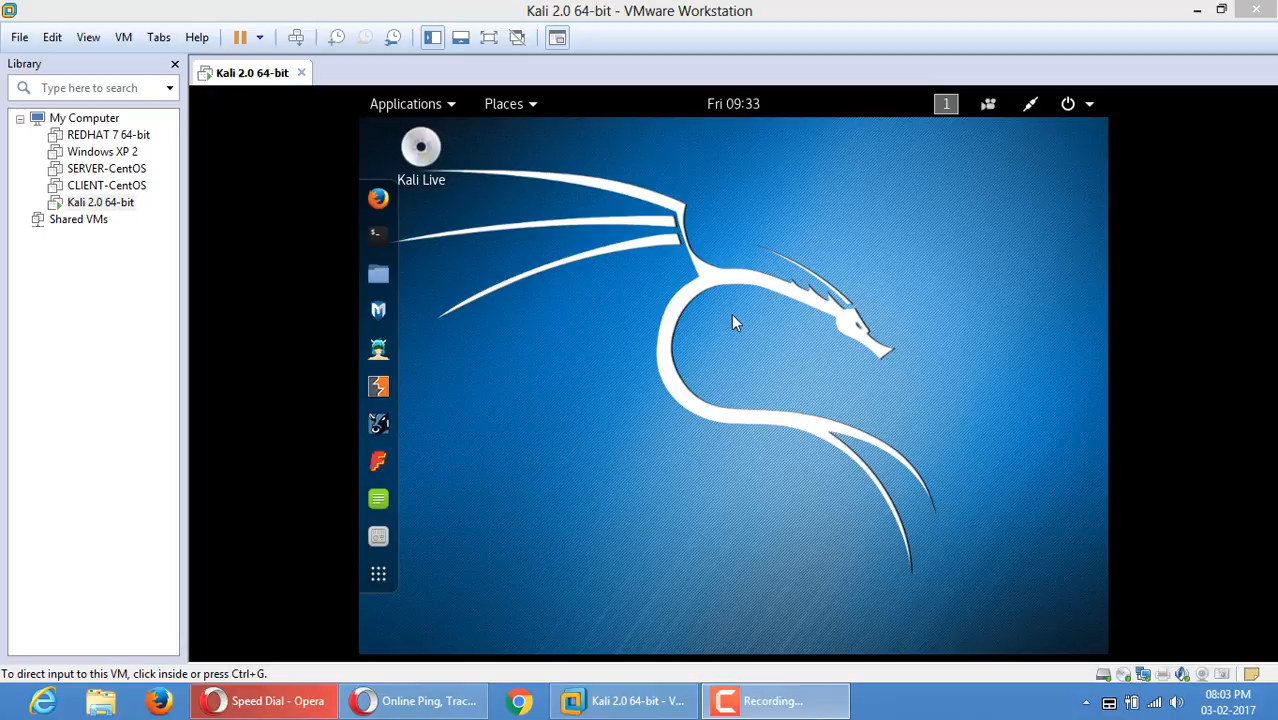 Kali 2.0 64-bit - VMware Workstation
File Edit View VM Tabs Help
Library
Type here to search
My Computer
REDHAT 7 64-bit
Windows XP 2
SERVER-CentOS
CLIENT-CentOS
Kali 2.0 64-bit
Shared VMs
Kali 2.0 64-bit
Applications Places Fri 09:33 1
Kali Live
To direct input to this VM, click inside or press Ctrl+G.
Speed Dial - Opera Online Ping, Trac... Kali 2.0 64-bit - V... Recording...
08:03 PM
03-02-2017